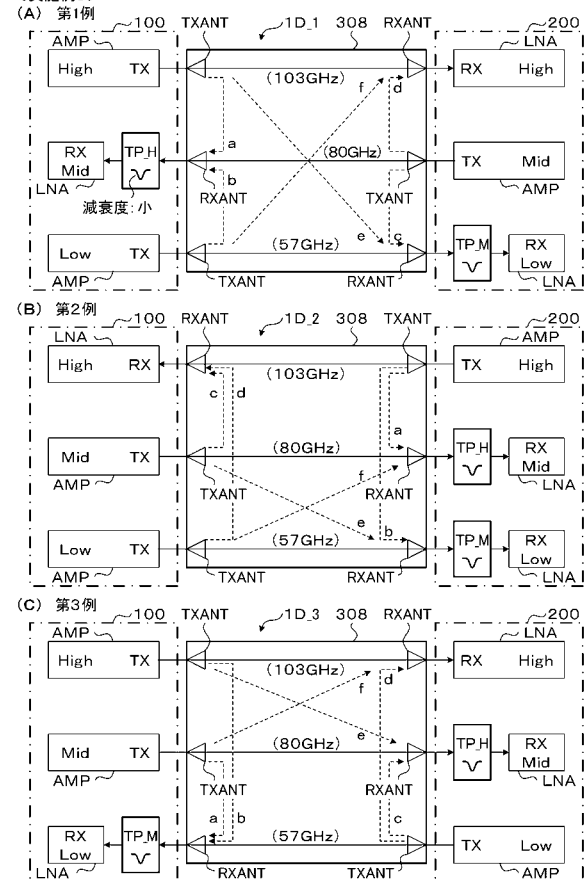 (A) 第1例
100 TXANT 1D_1 308 RXANT 200
AMP LNA
High TX (103GHz) RX High
f d
a (80GHz)
RX Mid TP_H TX Mid
LNA b TXANT AMP
減衰度:小 RXANT
Low TX (57GHz) e c TP_M RX Low
AMP TXANT RXANT LNA
(B) 第2例
100 RXANT 1D_2 308 TXANT 200
LNA AMP
High RX (103GHz) TX High
c d a
Mid TX (80GHz) TP_H RX Mid
AMP TXANT f RXANT LNA
e b
Low TX (57GHz) TP_M RX Low
AMP TXANT RXANT LNA
(C) 第3例
100 TXANT 1D_3 308 RXANT 200
AMP LNA
High TX (103GHz) RX High
f d
e
Mid TX (80GHz) TP_H RX Mid
AMP TXANT RXANT LNA
a b c
RX Low TP_M (57GHz) TX Low
LNA RXANT TXANT AMP